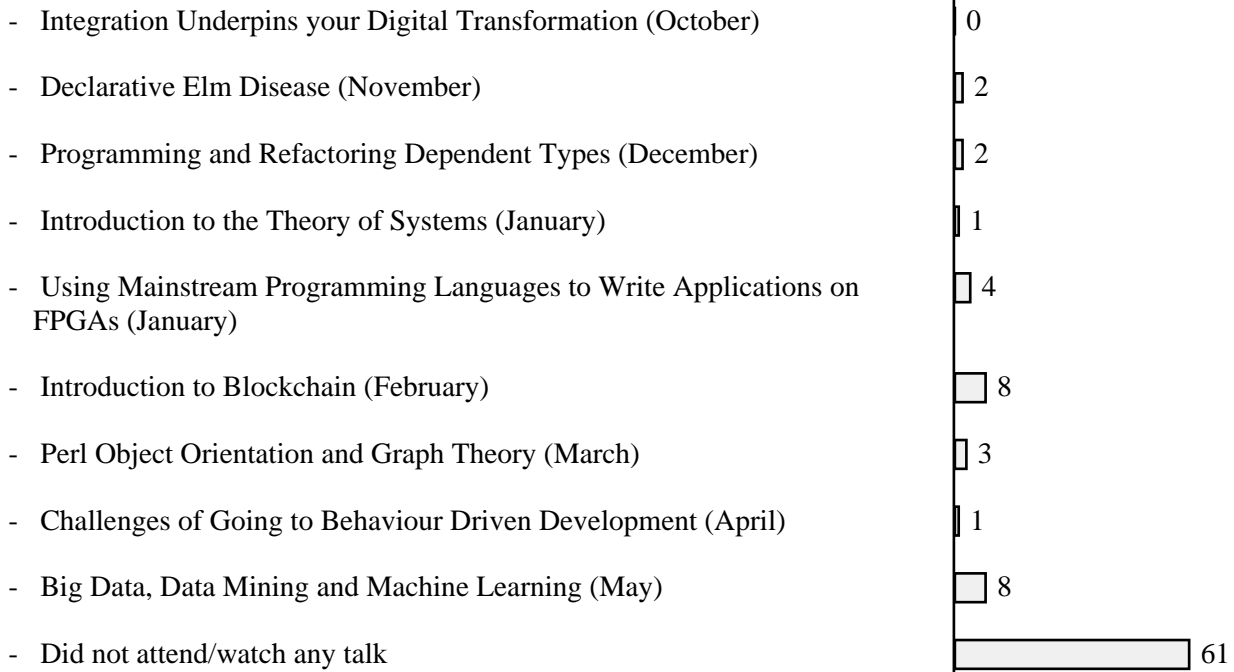 - Integration Underpins your Digital Transformation (October) 0
- Declarative Elm Disease (November) 2
- Programming and Refactoring Dependent Types (December) 2
- Introduction to the Theory of Systems (January) 1
- Using Mainstream Programming Languages to Write Applications on 4
FPGAs (January)
- Introduction to Blockchain (February) 8
- Perl Object Orientation and Graph Theory (March) 3
- Challenges of Going to Behaviour Driven Development (April) 1
- Big Data, Data Mining and Machine Learning (May) 8
- Did not attend/watch any talk 61